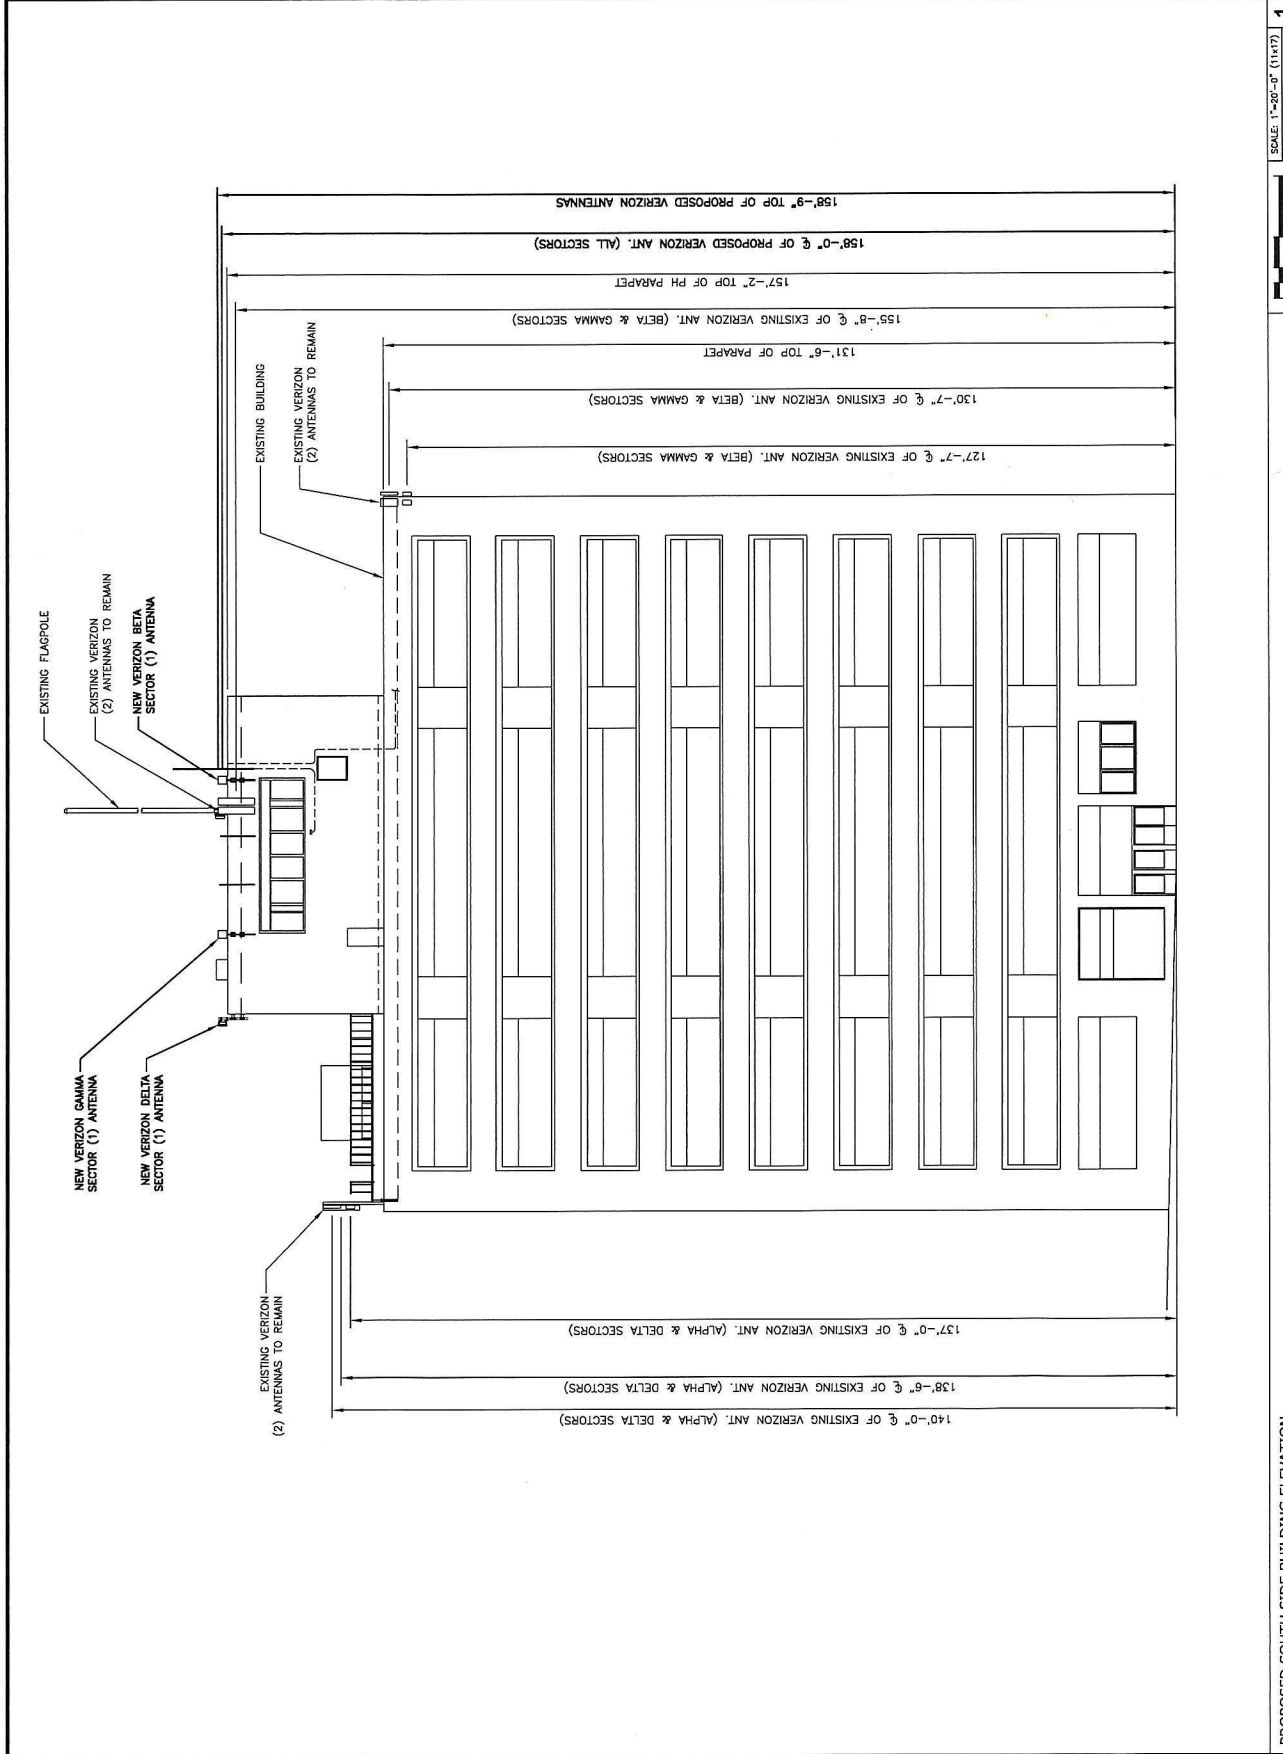 EXISTING FLAGPOLE
EXISTING VERIZON
(2) ANTENNAS TO REMAIN
NEW VERIZON BETA
SECTOR (1) ANTENNA
EXISTING BUILDING
EXISTING VERIZON
(2) ANTENNAS TO REMAIN
NEW VERIZON GAMMA
SECTOR (1) ANTENNA
NEW VERIZON DELTA
SECTOR (1) ANTENNA
EXISTING VERIZON
(2) ANTENNAS TO REMAIN
158'-9" TOP OF PROPOSED VERIZON ANTENNAS
158'-0" ℄ OF PROPOSED VERIZON ANT. (ALL SECTORS)
157'-2" TOP OF PH PARAPET
155'-8" ℄ OF EXISTING VERIZON ANT. (BETA & GAMMA SECTORS)
131'-6" TOP OF PARAPET
130'-7" ℄ OF EXISTING VERIZON ANT. (BETA & GAMMA SECTORS)
127'-7" ℄ OF EXISTING VERIZON ANT. (BETA & GAMMA SECTORS)
137'-0" ℄ OF EXISTING VERIZON ANT. (ALPHA & DELTA SECTORS)
138'-6" ℄ OF EXISTING VERIZON ANT. (ALPHA & DELTA SECTORS)
140'-0" ℄ OF EXISTING VERIZON ANT. (ALPHA & DELTA SECTORS)
PROPOSED SOUTH SIDE BUILDING ELEVATION
SCALE: 1"=20'-0" (11x17)
1